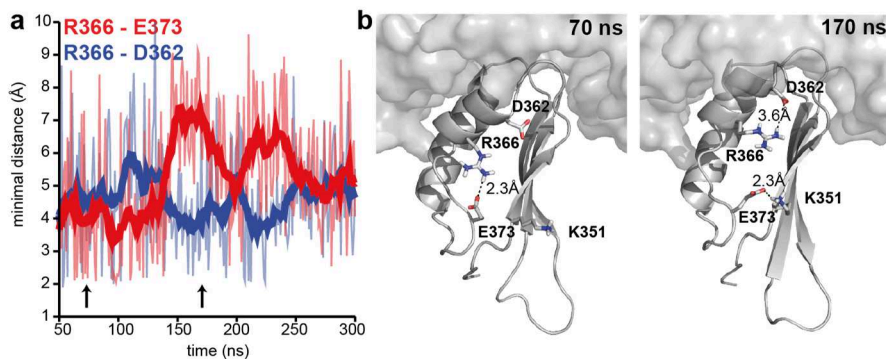 a
R366 - E373
R366 - D362
minimal distance (Å)
10
9
8
7
6
5
4
3
2
1
50
100
150
200
250
300
time (ns)
b
70 ns
D362
R366
2.3Å
E373
K351
170 ns
D362
3.6Å
R366
2.3Å
E373
K351